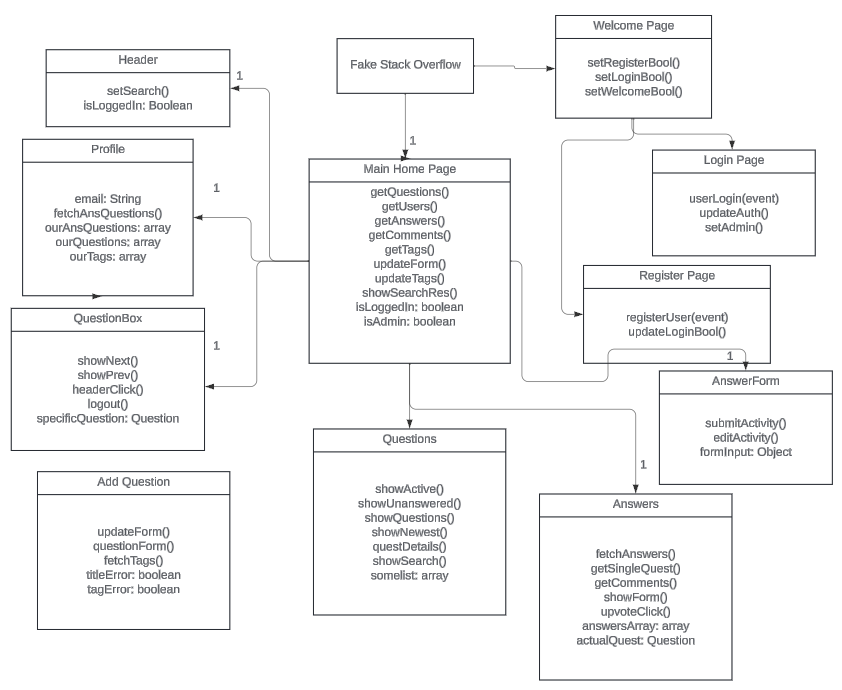 Welcome Page
setRegisterBool()
setLoginBool()
setWelcomeBool()
Fake Stack Overflow
Header
setSearch()
isLoggedIn: Boolean
1
1
Profile
email: String
fetchAnsQuestions()
ourAnsQuestions: array
ourQuestions: array
ourTags: array
1
Main Home Page
getQuestions()
getUsers()
getAnswers()
getComments()
getTags()
updateForm()
updateTags()
showSearchRes()
isLoggedIn: boolean
isAdmin: boolean
Login Page
userLogin(event)
updateAuth()
setAdmin()
Register Page
registerUser(event)
updateLoginBool()
QuestionBox
showNext()
showPrev()
headerClick()
logout()
specificQuestion: Question
1
1
AnswerForm
submitActivity()
editActivity()
formInput: Object
Questions
showActive()
showUnanswered()
showQuestions()
showNewest()
questDetails()
showSearch()
somelist: array
1
Add Question
updateForm()
questionForm()
fetchTags()
titleError: boolean
tagError: boolean
Answers
fetchAnswers()
getSingleQuest()
getComments()
showForm()
upvoteClick()
answersArray: array
actualQuest: Question